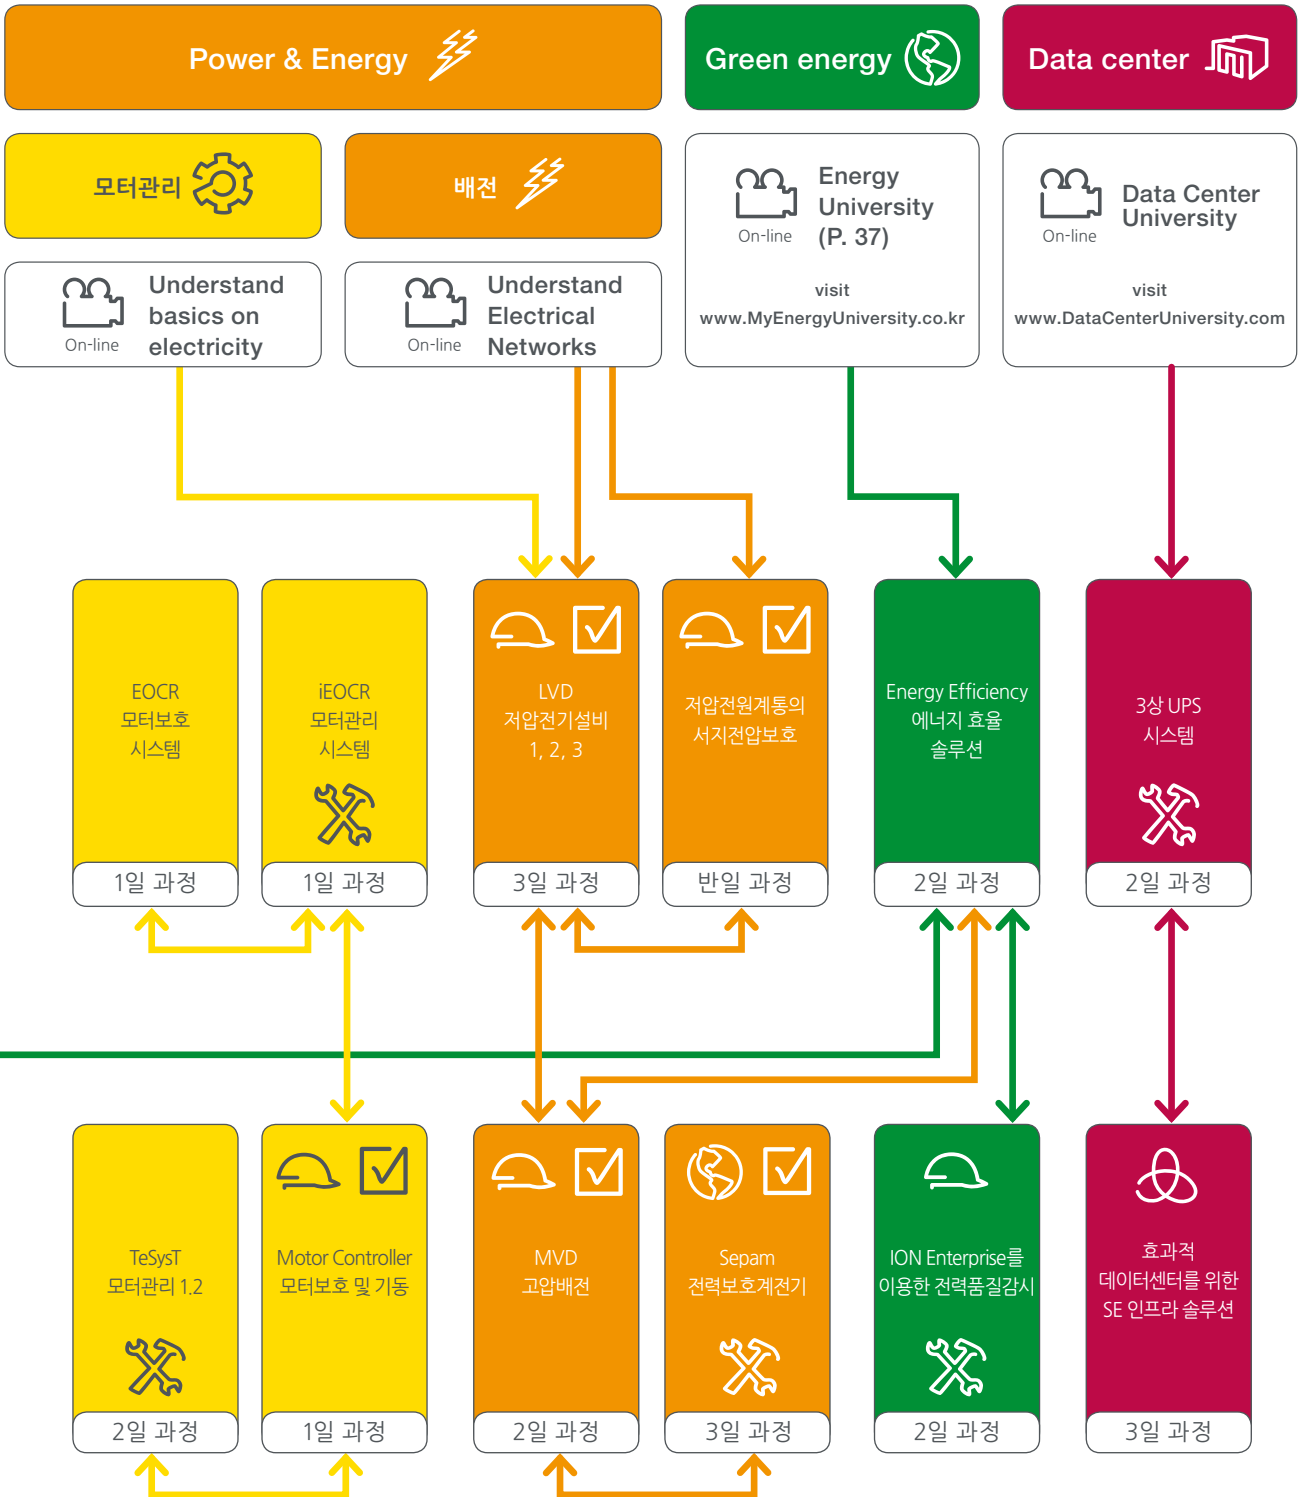 Power & Energy
Green energy
Data center
모터관리
배전
On-line
Energy
University
(P. 37)
visit
www.MyEnergyUniversity.co.kr
On-line
Data Center
University
visit
www.DataCenterUniversity.com
On-line
Understand
basics on
electricity
On-line
Understand
Electrical
Networks
EOCR
모터보호
시스템
1일 과정
iEOCR
모터관리
시스템
1일 과정
LVD
저압전기설비
1, 2, 3
3일 과정
저압전원계통의
서지전압보호
반일 과정
Energy Efficiency
에너지 효율
솔루션
2일 과정
3상 UPS
시스템
2일 과정
TeSysT
모터관리 1.2
2일 과정
Motor Controller
모터보호 및 기동
1일 과정
MVD
고압배전
2일 과정
Sepam
전력보호계전기
3일 과정
ION Enterprise를
이용한 전력품질감시
2일 과정
효과적
데이터센터를 위한
SE 인프라 솔루션
3일 과정